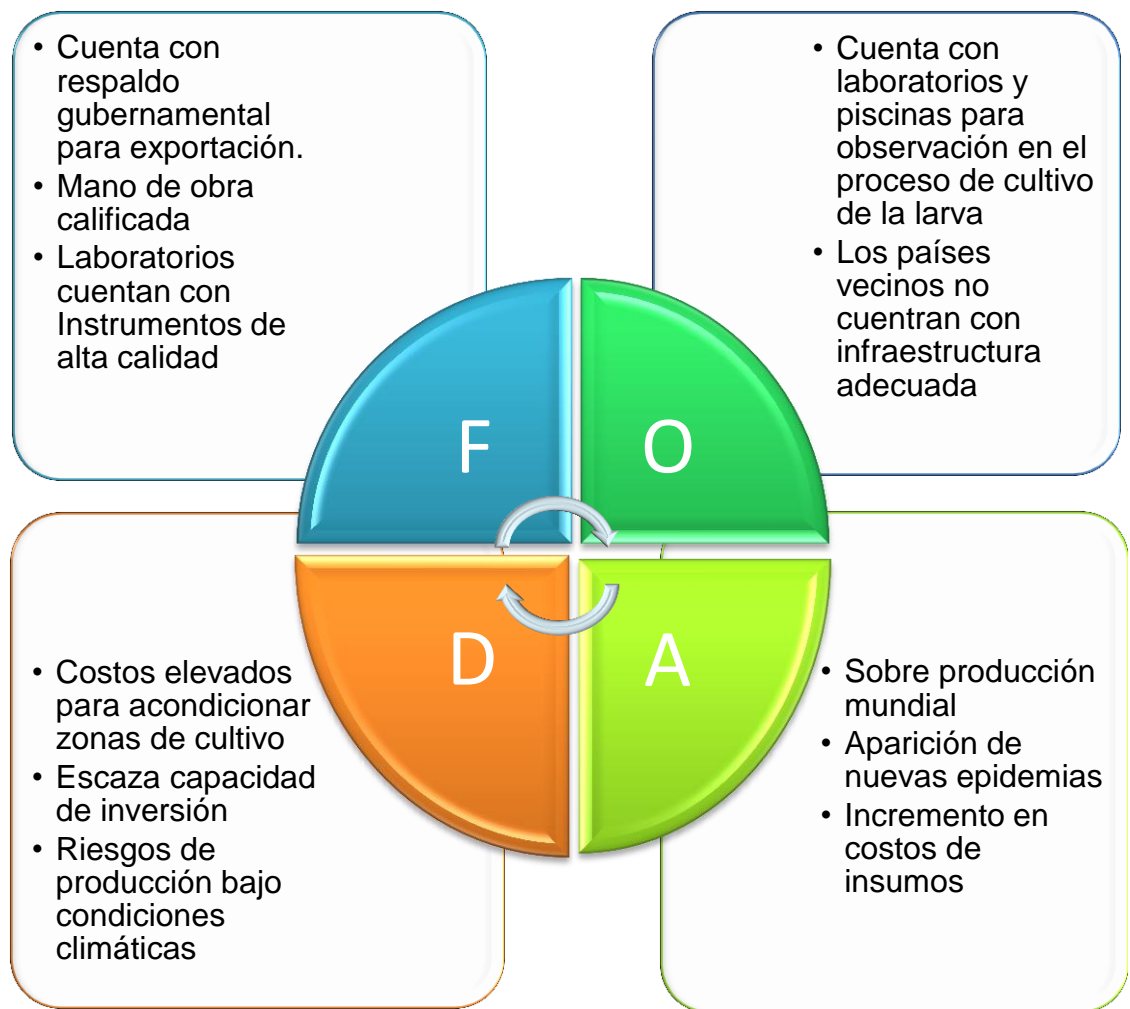 • Cuenta con
respaldo
gubernamental
para exportación.
• Mano de obra
calificada
• Laboratorios
cuentan con
Instrumentos de
alta calidad
• Cuenta con
laboratorios y
piscinas para
observación en el
proceso de cultivo
de la larva
• Los países
vecinos no
cuentran con
infraestructura
adecuada
F
O
D
A
• Costos elevados
para acondicionar
zonas de cultivo
• Escaza capacidad
de inversión
• Riesgos de
producción bajo
condiciones
climáticas
• Sobre producción
mundial
• Aparición de
nuevas epidemias
• Incremento en
costos de
insumos